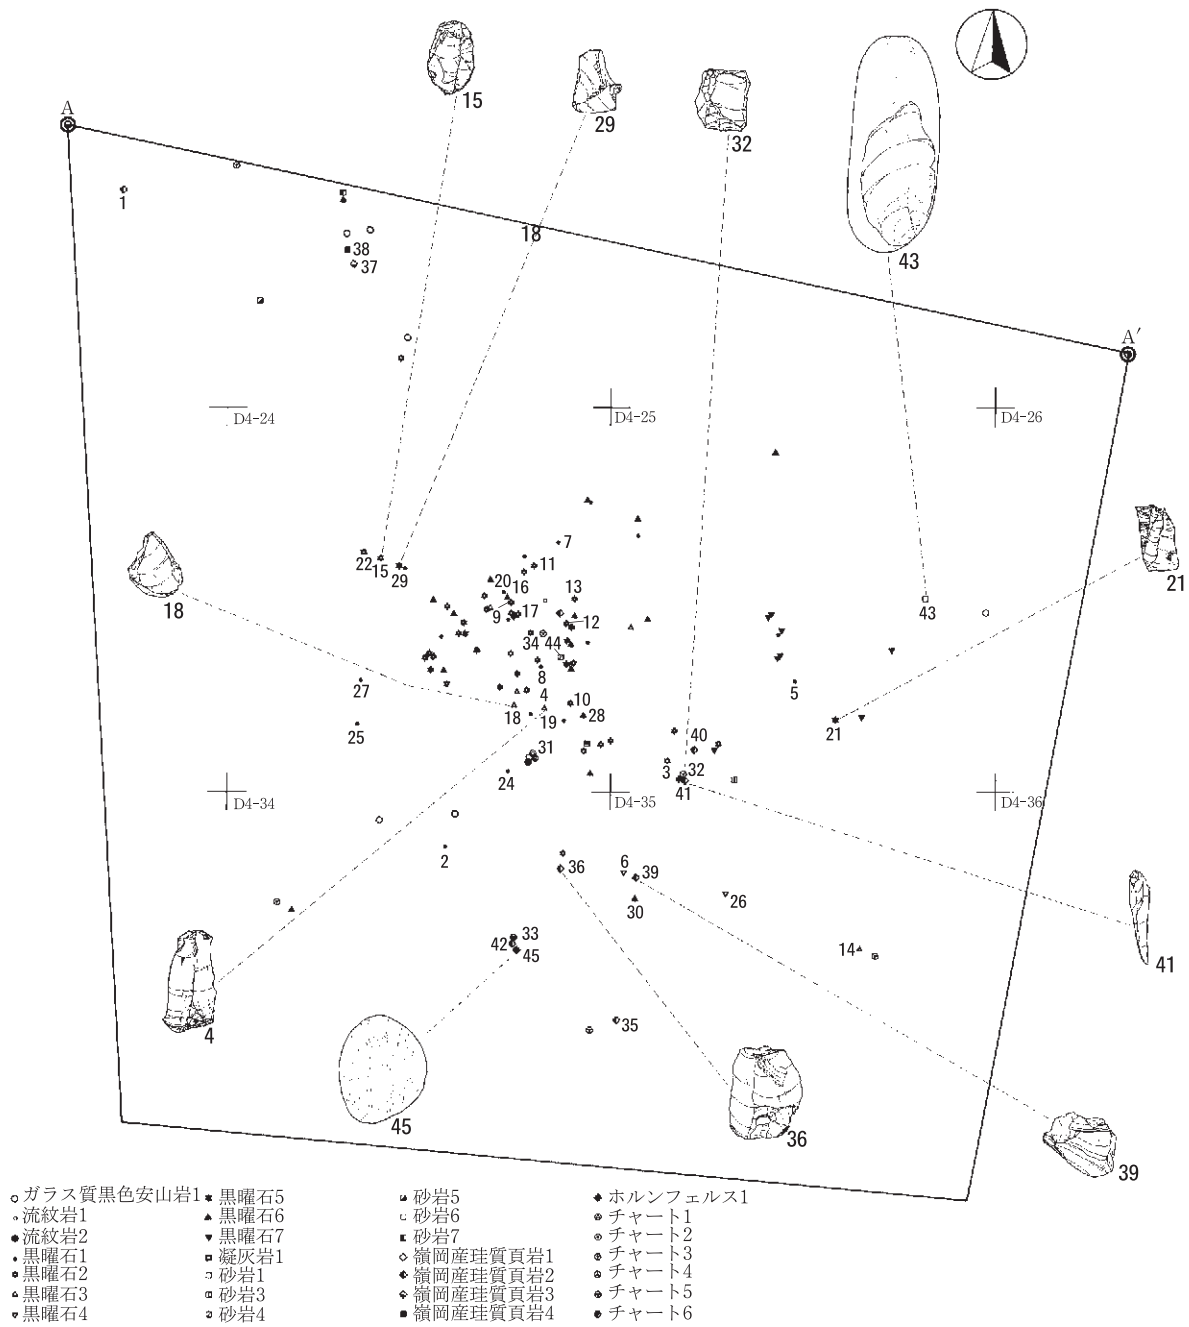 15
29
32
43
A
1
18
38
37
A′
D4-24
D4-25
D4-26
7
22
15
29
11
20
16
13
9
17
12
43
21
18
34
44
8
27
4
10
5
18
19
28
25
21
31
40
3
32
24
41
D4-34
D4-35
D4-36
2
36
6
39
26
30
33
42
45
14
41
4
35
45
36
39
ガラス質黒色安山岩1
流紋岩1
流紋岩2
黒曜石1
黒曜石2
黒曜石3
黒曜石4
黒曜石5
黒曜石6
黒曜石7
凝灰岩1
砂岩1
砂岩3
砂岩4
砂岩5
砂岩6
砂岩7
嶺岡産珪質頁岩1
嶺岡産珪質頁岩2
嶺岡産珪質頁岩3
嶺岡産珪質頁岩4
ホルンフェルス1
チャート1
チャート2
チャート3
チャート4
チャート5
チャート6